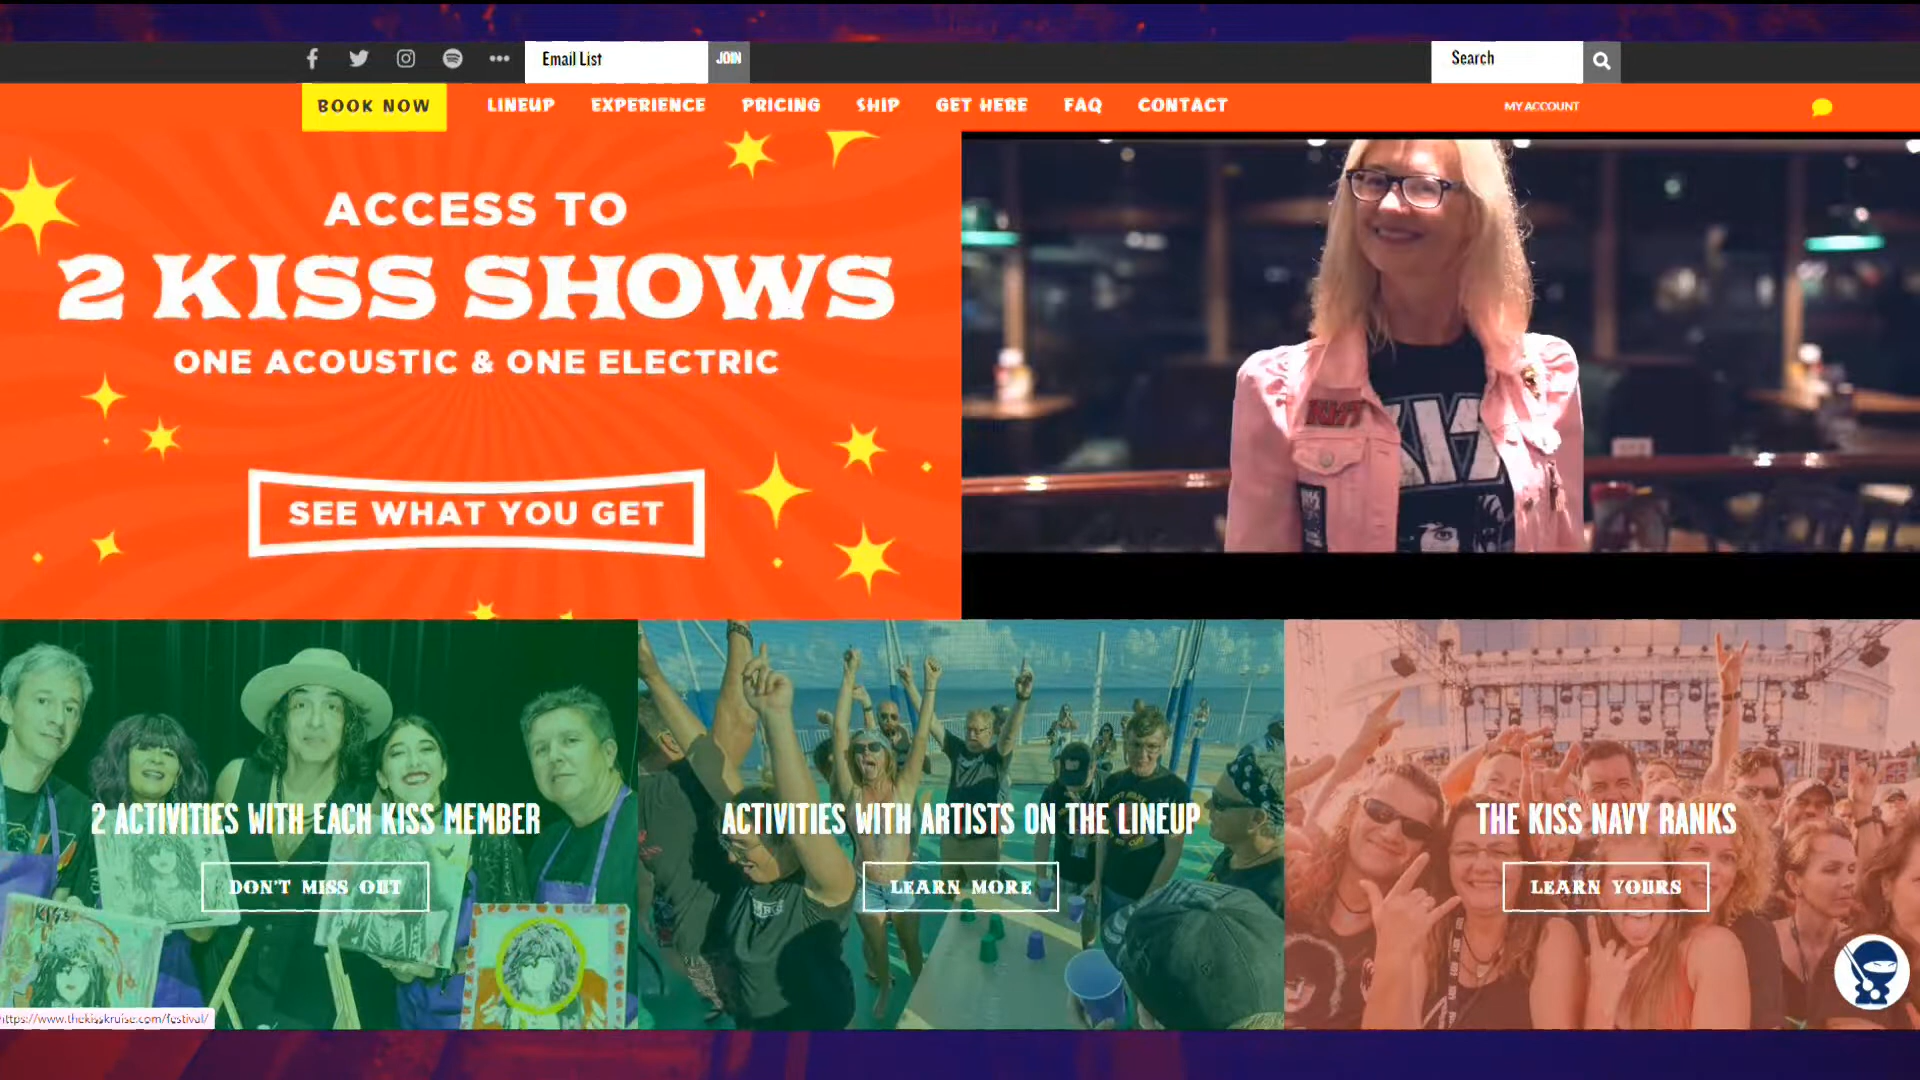 Email List
JOIN
Search
BOOK NOW
LINEUP
EXPERIENCE
PRICING
SHIP
GET HERE
FAQ
CONTACT
MY ACCOUNT
ACCESS TO
2 KISS SHOWS
ONE ACOUSTIC & ONE ELECTRIC
SEE WHAT YOU GET
KISS
KISS
2 ACTIVITIES WITH EACH KISS MEMBER
DON'T MISS OUT
KISS
ACTIVITIES WITH ARTISTS ON THE LINEUP
LEARN MORE
THE KISS NAVY RANKS
LEARN YOURS
https://www.thekisskruise.com/festival/